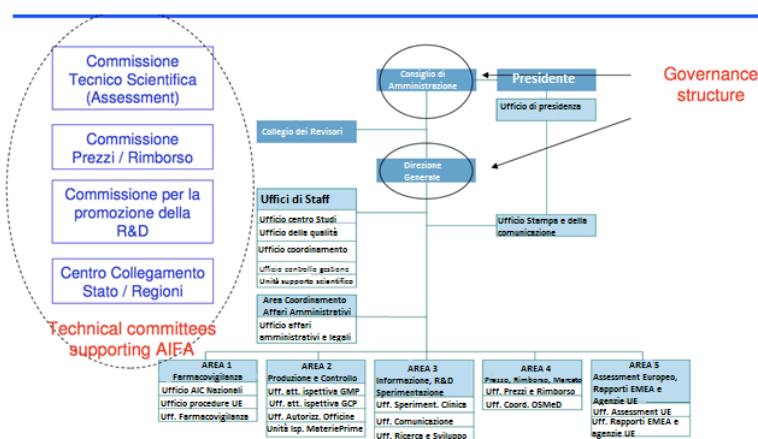 Commissione
Tecnico Scientifica
(Assessment)
Commissione
Prezzi / Rimborso
Commissione per la
promozione della
R&D
Centro Collegamento
Stato / Regioni
Technical committees
supporting AIFA
Consiglio di
Amministrazione
Presidente
Ufficio di presidenza
Governance
structure
Collegio dei Revisori
Direzione
Generale
Uffici di Staff
Ufficio centro Studi
Ufficio della qualità
Ufficio coordinamento
Ufficio controllo gestione
Unità supporto scientifico
Ufficio Stampa e della
comunicazione
Area Coordinamento
Affari Amministrativi
Ufficio affari
amministrativi e legali
AREA 1
Farmacovigilanza
Ufficio AIC Nazionali
Ufficio procedure UE
Uff. Farmacovigilanza
AREA 2
Produzione e Controllo
Uff. att. ispettiva GMP
Uff. att. ispettiva GCP
Uff. Autorizz. Officine
Unità Isp. MateriePrime
AREA 3
Informazione, R&D
Sperimentazione
Uff. Speriment. Clinica
Uff. Comunicazione
Uff. Ricerca e Sviluppo
AREA 4
Prezzo, Rimborso, Mercato
Uff. Prezzi e Rimborso
Uff. Coord. OSMeD
AREA 5
Assessment Europeo,
Rapporti EMEA e
Agenzie UE
Uff. Assessment UE
Uff. Rapporti EMEA e
agenzie UE